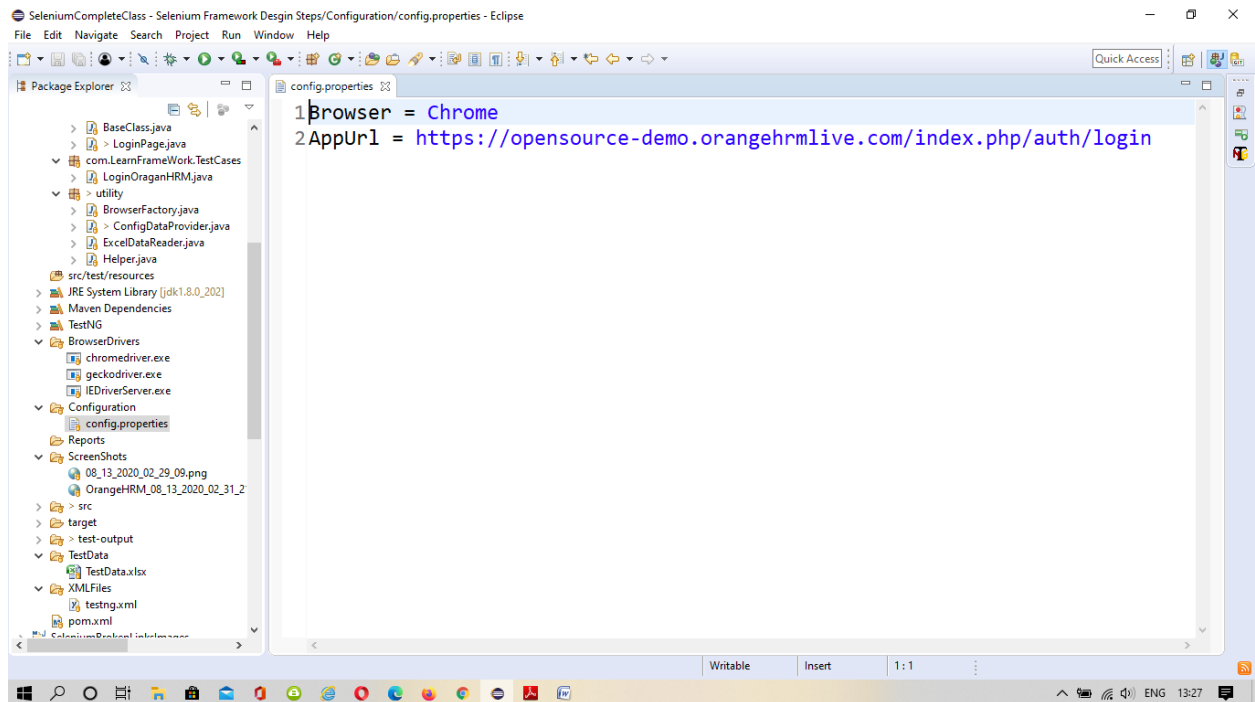 SeleniumCompleteClass - Selenium Framework Desgin Steps/Configuration/config.properties - Eclipse
File Edit Navigate Search Project Run Window Help
Quick Access
Package Explorer
BaseClass.java
> LoginPage.java
com.LearnFrameWork.TestCases
LoginOraganHRM.java
> utility
BrowserFactory.java
> ConfigDataProvider.java
ExcelDataReader.java
Helper.java
src/test/resources
JRE System Library [jdk1.8.0_202]
Maven Dependencies
TestNG
BrowserDrivers
chromedriver.exe
geckodriver.exe
IEDriverServer.exe
Configuration
config.properties
Reports
ScreenShots
08_13_2020_02_29_09.png
OrangeHRM_08_13_2020_02_31_2
> src
target
> test-output
TestData
TestData.xlsx
XMLFiles
testng.xml
pom.xml
SeleniumBrokenLinksImages
config.properties
1 Browser = Chrome
2 AppUrl = https://opensource-demo.orangehrmlive.com/index.php/auth/login
Writable Insert 1 : 1
ENG 13:27